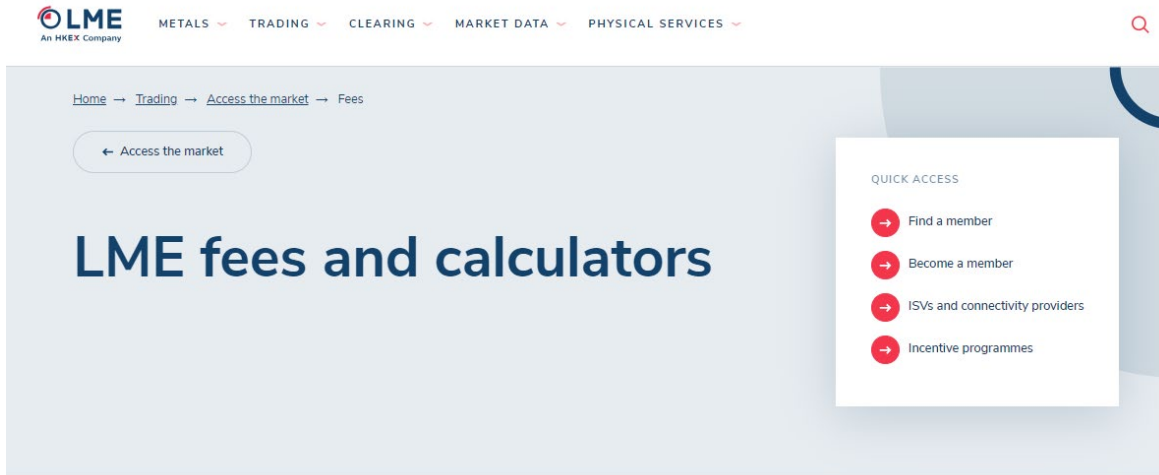 LME
An HKEX Company
METALS TRADING CLEARING MARKET DATA PHYSICAL SERVICES
Home → Trading → Access the market → Fees
← Access the market
LME fees and calculators
QUICK ACCESS
→ Find a member
→ Become a member
→ ISVs and connectivity providers
→ Incentive programmes